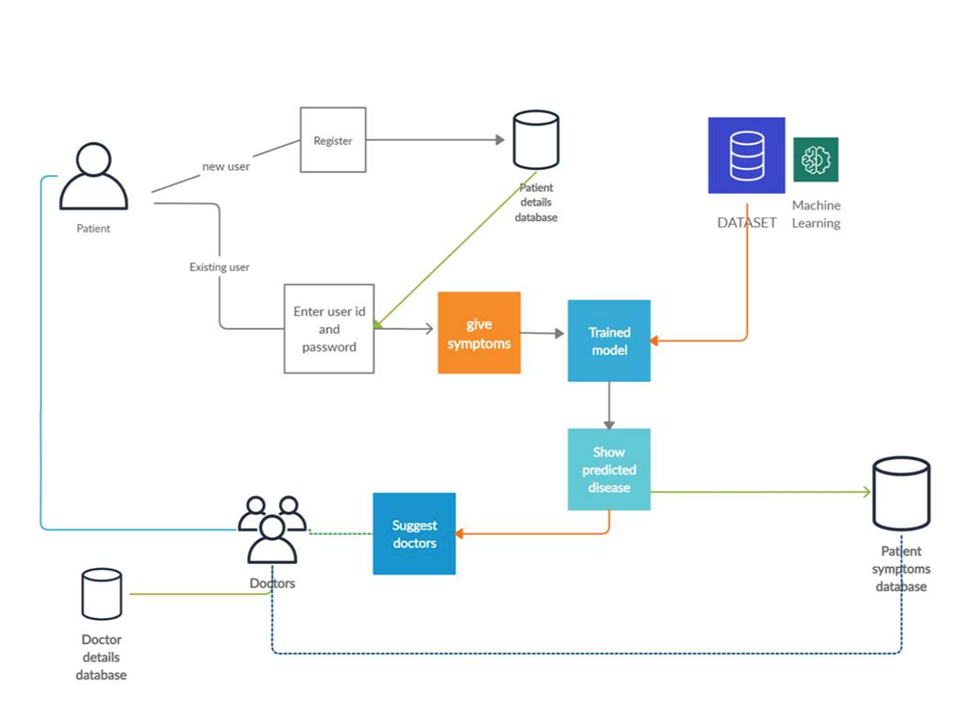 Register
new user
Patient
Patient
details
database
DATASET
Machine
Learning
Existing user
Enter user id
and
password
give
symptoms
Trained
model
Show
predicted
disease
Suggest
doctors
Doctors
Patient
symptoms
database
Doctor
details
database